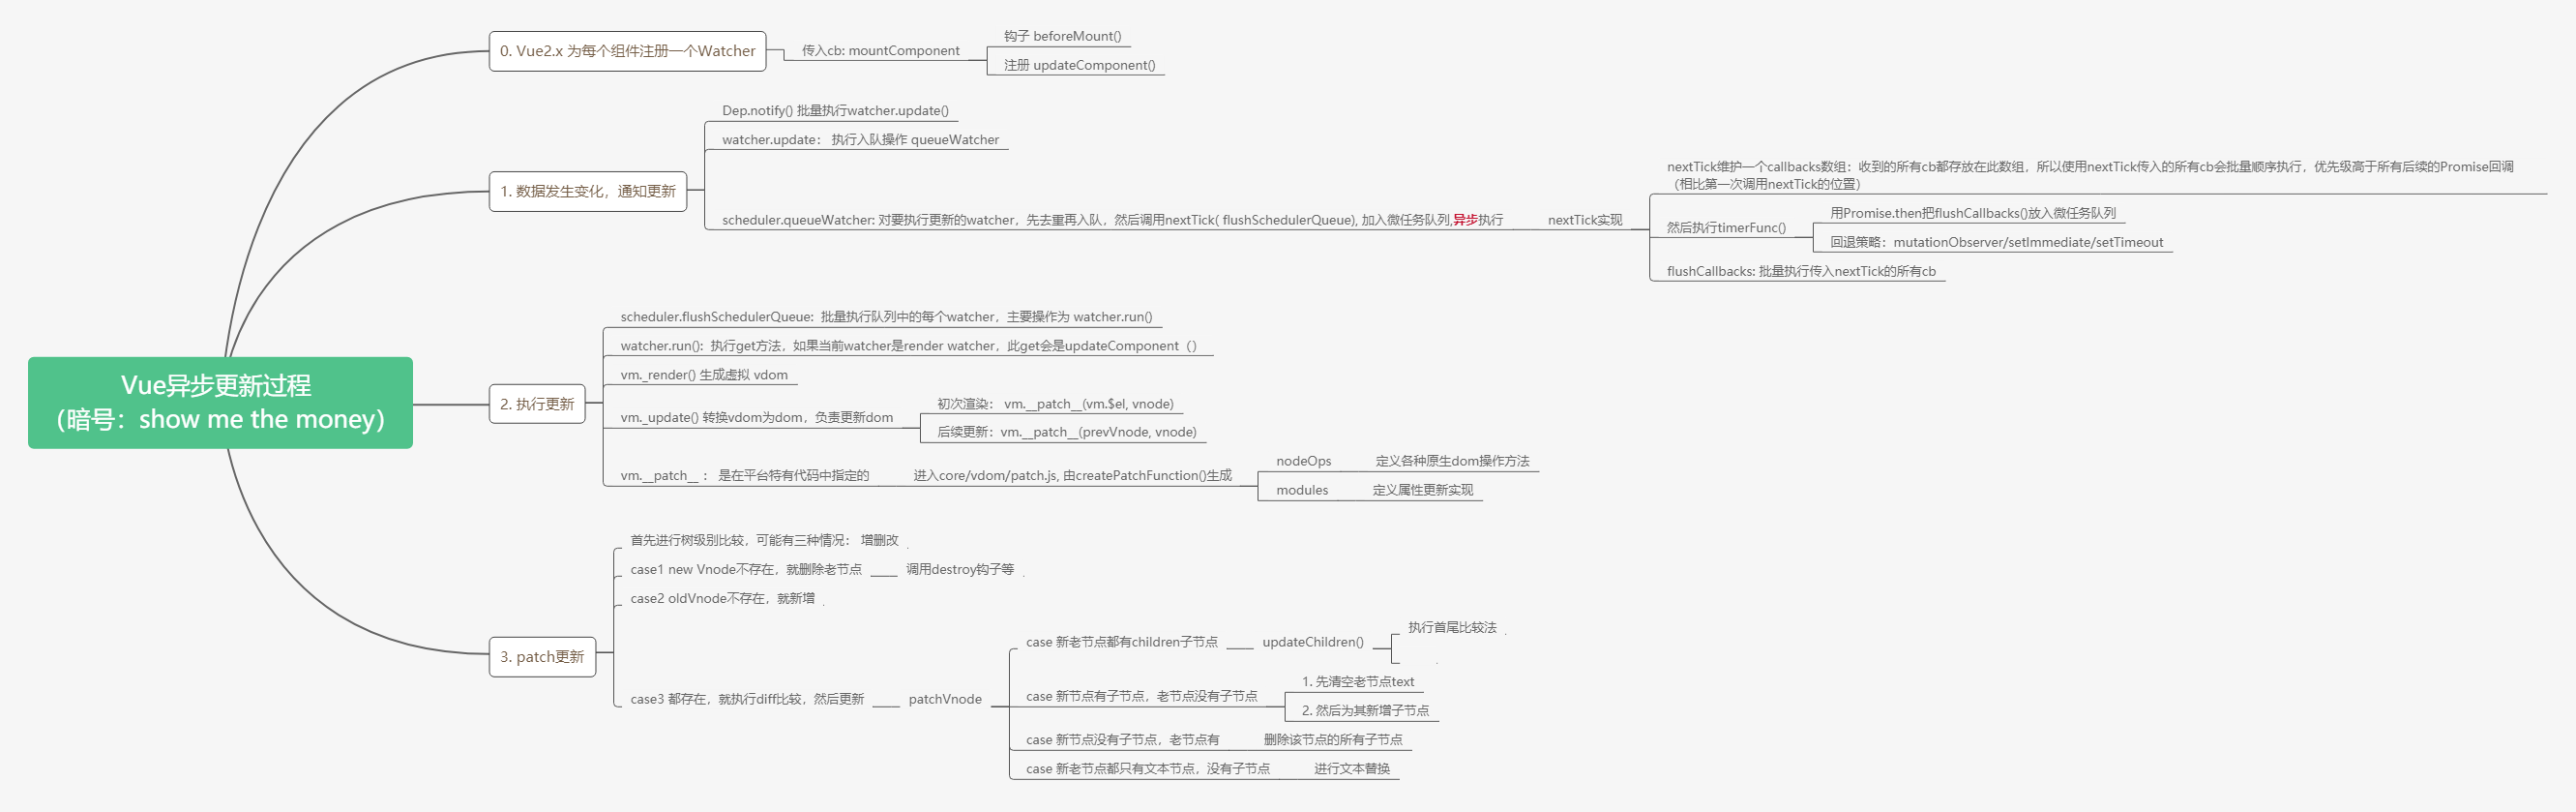 Vue异步更新过程
（暗号：show me the money）
0. Vue2.x 为每个组件注册一个Watcher
传入cb: mountComponent
钩子 beforeMount()
注册 updateComponent()
1. 数据发生变化，通知更新
Dep.notify() 批量执行watcher.update()
watcher.update： 执行入队操作 queueWatcher
scheduler.queueWatcher: 对要执行更新的watcher，先去重再入队，然后调用nextTick( flushSchedulerQueue), 加入微任务队列,异步执行
nextTick实现
nextTick维护一个callbacks数组：收到的所有cb都存放在此数组，所以使用nextTick传入的所有cb会批量顺序执行，优先级高于所有后续的Promise回调
（相比第一次调用nextTick的位置）
然后执行timerFunc()
用Promise.then把flushCallbacks()放入微任务队列
回退策略：mutationObserver/setImmediate/setTimeout
flushCallbacks: 批量执行传入nextTick的所有cb
2. 执行更新
scheduler.flushSchedulerQueue: 批量执行队列中的每个watcher，主要操作为 watcher.run()
watcher.run(): 执行get方法，如果当前watcher是render watcher，此get会是updateComponent（）
vm._render() 生成虚拟 vdom
vm._update() 转换vdom为dom，负责更新dom
初次渲染： vm.__patch__(vm.$el, vnode)
后续更新：vm.__patch__(prevVnode, vnode)
vm.__patch__： 是在平台特有代码中指定的
进入core/vdom/patch.js, 由createPatchFunction()生成
nodeOps
定义各种原生dom操作方法
modules
定义属性更新实现
3. patch更新
首先进行树级别比较，可能有三种情况： 增删改
case1 new Vnode不存在，就删除老节点
调用destroy钩子等
case2 oldVnode不存在，就新增
case3 都存在，就执行diff比较，然后更新
patchVnode
case 新老节点都有children子节点
updateChildren()
执行首尾比较法
case 新节点有子节点，老节点没有子节点
1. 先清空老节点text
2. 然后为其新增子节点
case 新节点没有子节点，老节点有
删除该节点的所有子节点
case 新老节点都只有文本节点，没有子节点
进行文本替换